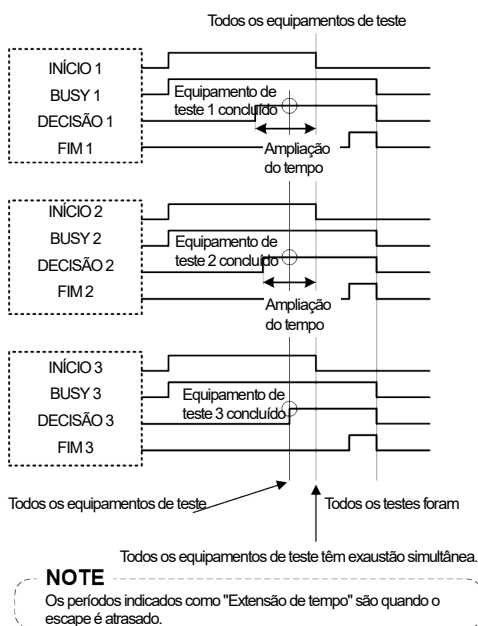 Todos os equipamentos de teste
INÍCIO 1
BUSY 1
DECISÃO 1
FIM 1
Equipamento de
teste 1 concluído
Ampliação
do tempo
INÍCIO 2
BUSY 2
DECISÃO 2
FIM 2
Equipamento de
teste 2 concluído
Ampliação
do tempo
INÍCIO 3
BUSY 3
DECISÃO 3
FIM 3
Equipamento de
teste 3 concluído
Todos os equipamentos de teste
Todos os testes foram
Todos os equipamentos de teste têm exaustão simultânea.
NOTE
Os períodos indicados como "Extensão de tempo" são quando o
escape é atrasado.